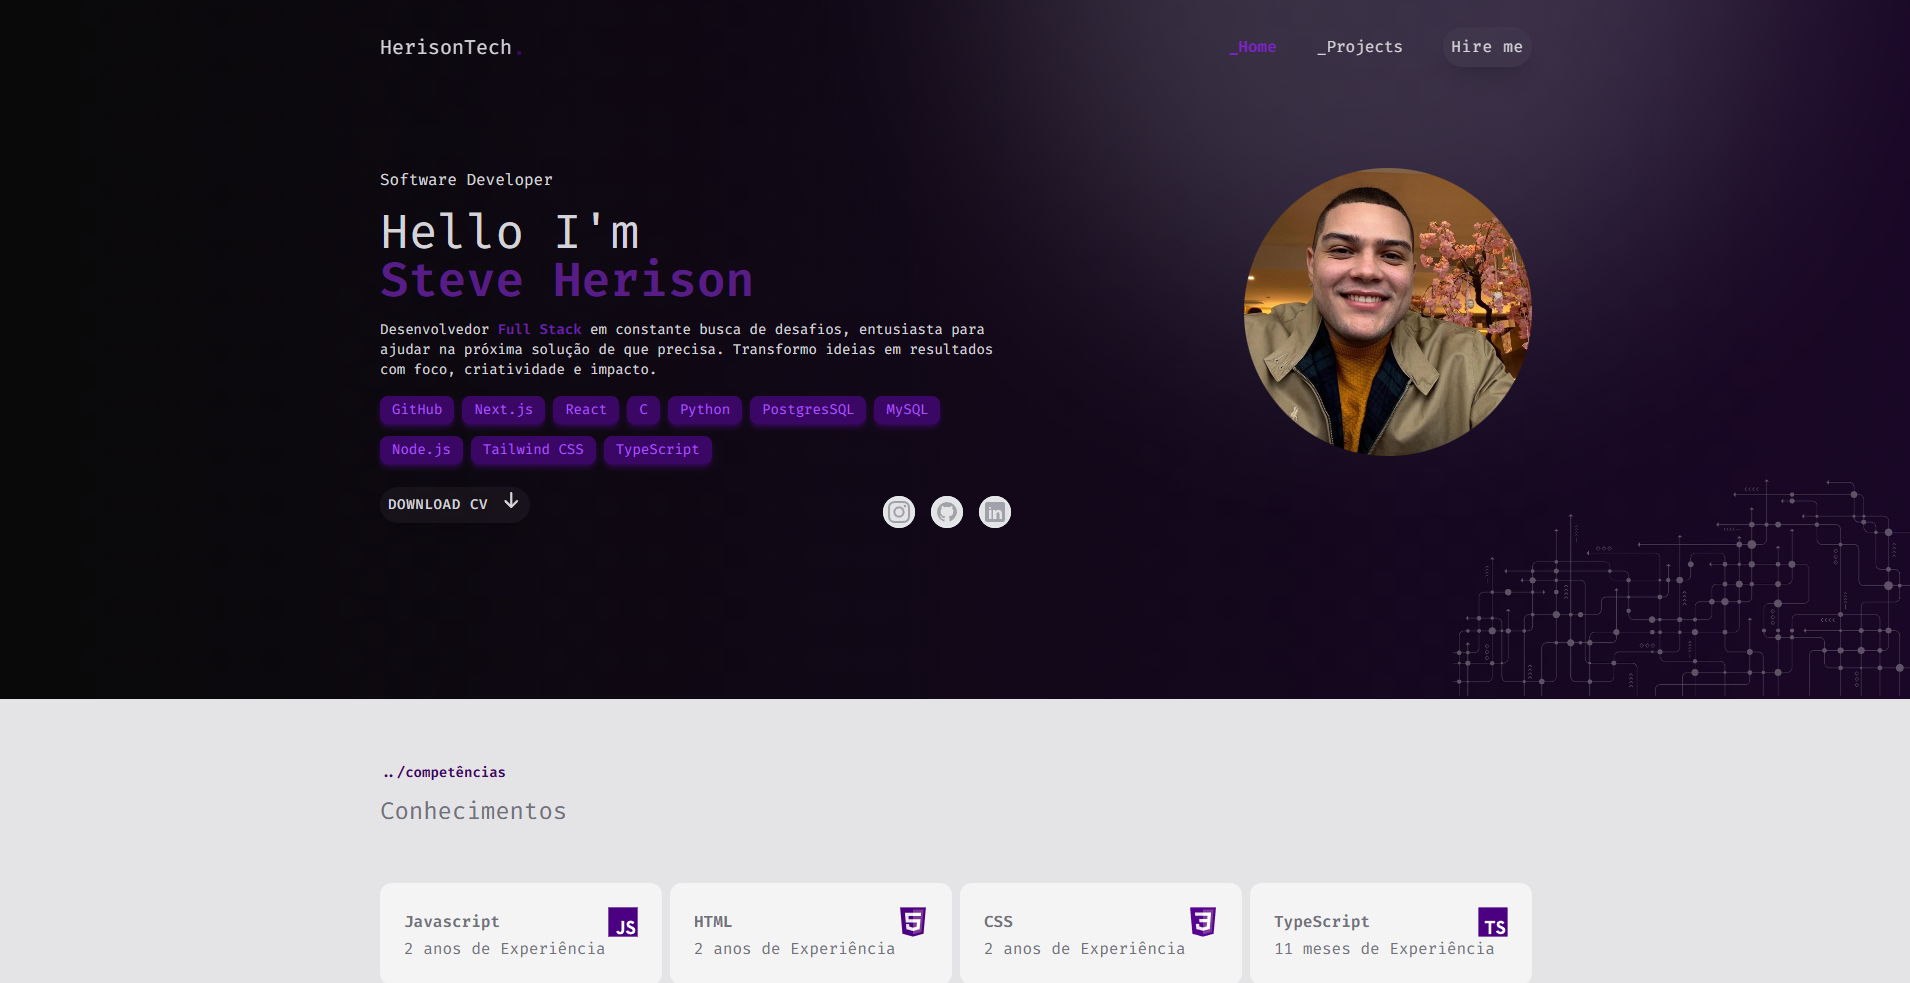 HerisonTech.
_Home
_Projects
Hire me
Software Developer
Hello I'm
Steve Herison
Desenvolvedor Full Stack em constante busca de desafios, entusiasta para
ajudar na próxima solução de que precisa. Transformo ideias em resultados
com foco, criatividade e impacto.
GitHub Next.js React C Python PostgresSQL MySQL
Node.js Tailwind CSS TypeScript
DOWNLOAD CV
in
../competências
Conhecimentos
Javascript
JS
2 anos de Experiência
HTML
5
2 anos de Experiência
CSS
3
2 anos de Experiência
TypeScript
TS
11 meses de Experiência